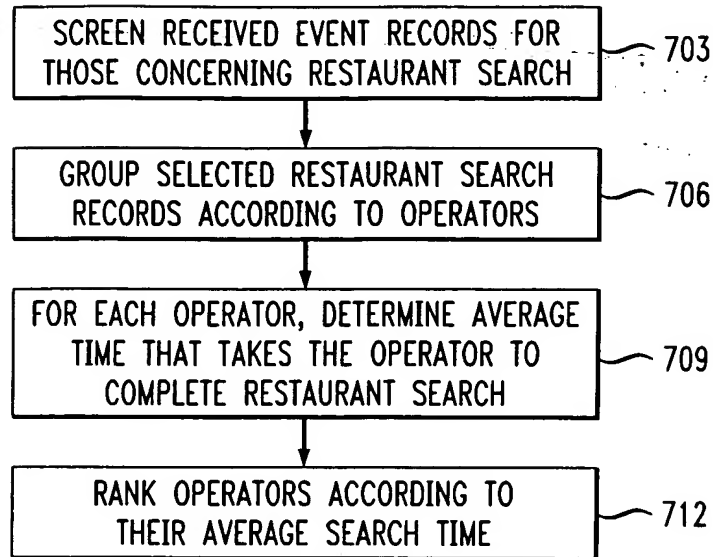 SCREEN RECEIVED EVENT RECORDS FOR
THOSE CONCERNING RESTAURANT SEARCH
703
GROUP SELECTED RESTAURANT SEARCH
RECORDS ACCORDING TO OPERATORS
706
FOR EACH OPERATOR, DETERMINE AVERAGE
TIME THAT TAKES THE OPERATOR TO
COMPLETE RESTAURANT SEARCH
709
RANK OPERATORS ACCORDING TO
THEIR AVERAGE SEARCH TIME
712